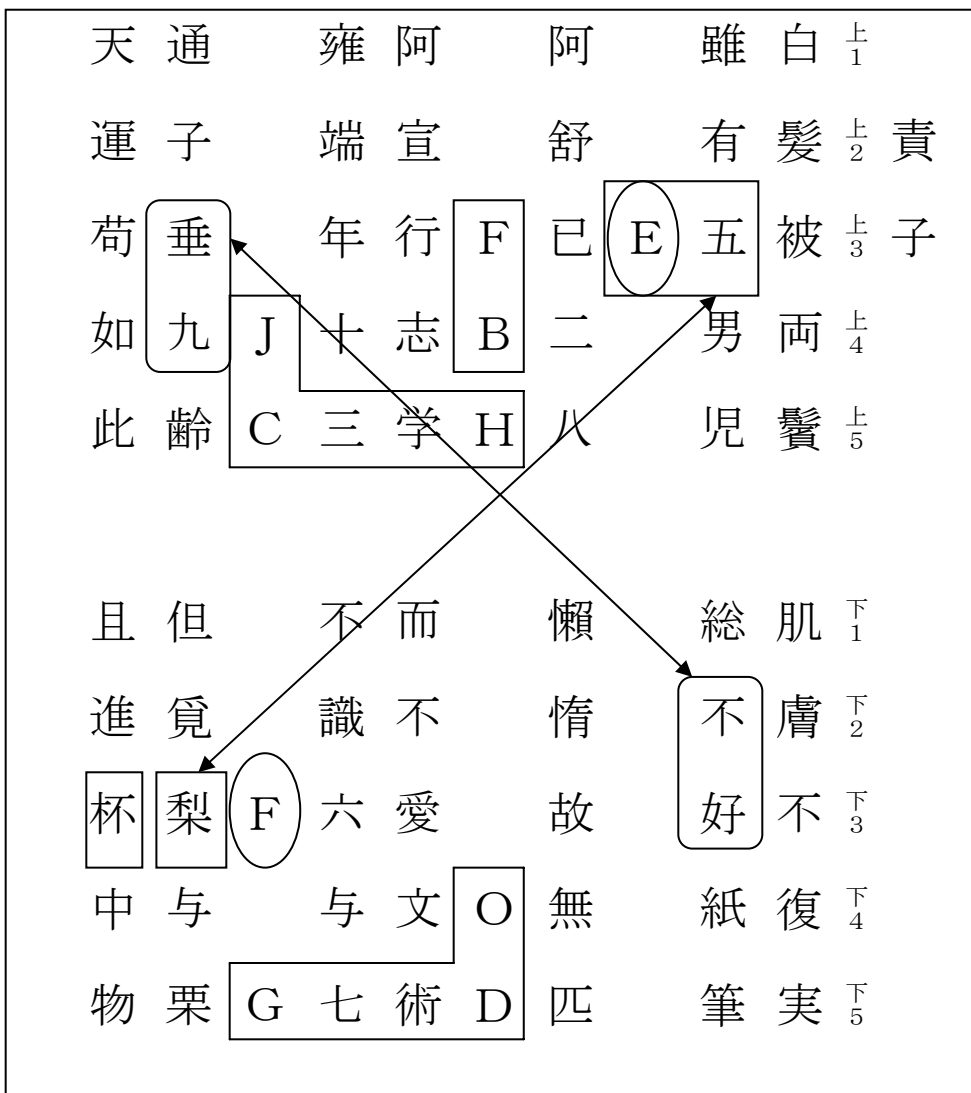 責子
上1 上2 上3 上4 上5 下1 下2 下3 下4 下5
白髪被両鬢 肌膚不復実
雖有五男児 総不好紙筆
E
阿舒已二八 懶惰故無匹
F B H O D
阿宣行志学 而不愛文術
雍端年十三 不識六与七
J C F G
通子垂九齢 但覓梨与栗
天運苟如此 且進杯中物